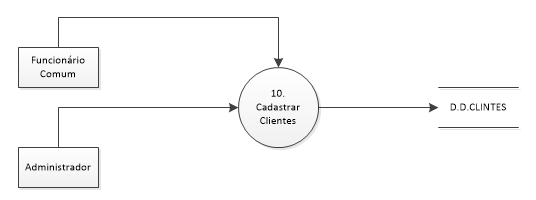 Funcionário
Comum
10.
Cadastrar
Clientes
D.D.CLINTES
Administrador